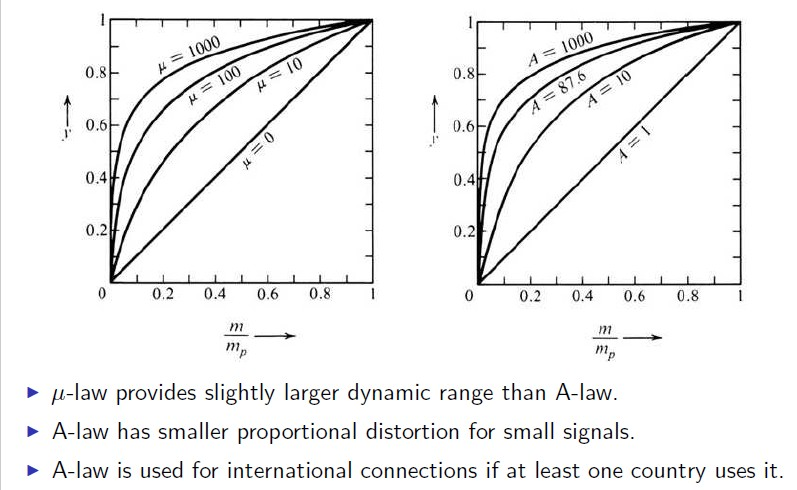 1
0.8
0.6
0.4
0.2
0
0.2
0.4
0.6
0.8
1
μ = 1000
μ = 100
μ = 10
μ = 0
y
m
m_p
1
0.8
0.6
0.4
0.2
0
0.2
0.4
0.6
0.8
1
A = 1000
A = 87.6
A = 10
A = 1
y
m
m_p
▶ μ-law provides slightly larger dynamic range than A-law.
▶ A-law has smaller proportional distortion for small signals.
▶ A-law is used for international connections if at least one country uses it.